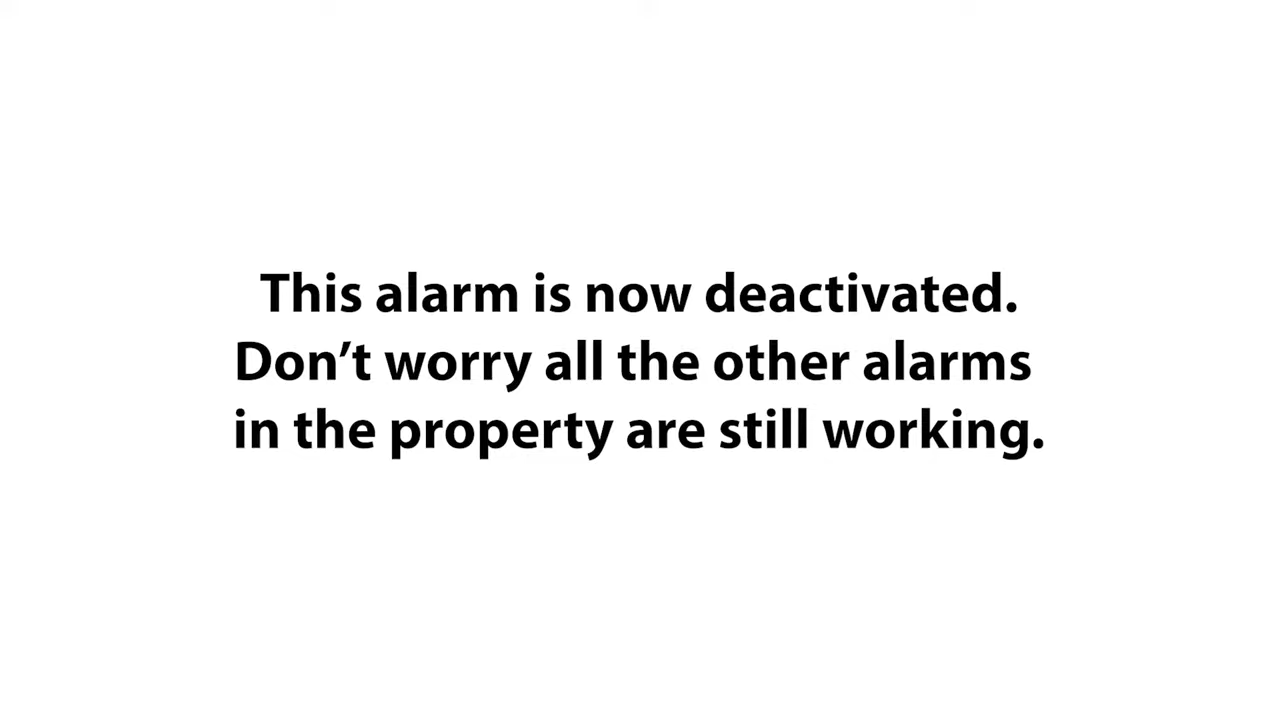 This alarm is now deactivated.
Don’t worry all the other alarms
in the property are still working.